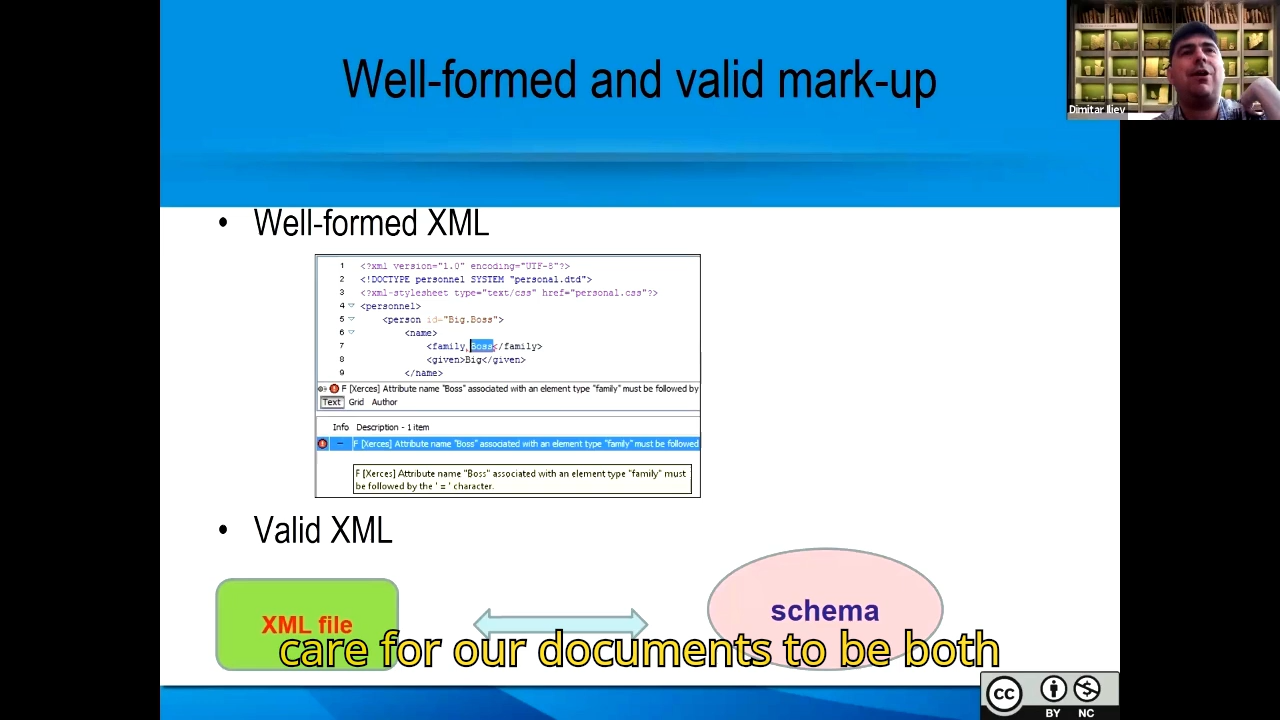 Well-formed and valid mark-up
Dimitar Iliev
• Well-formed XML
1 <?xml version="1.0" encoding="UTF-8"?>
2 <!DOCTYPE personnel SYSTEM "personal.dtd">
3 <?xml-stylesheet type="text/css" href="personal.css"?>
4 <personnel>
5 <person id="Big.Boss">
6 <name>
7 <family Boss</family>
8 <given>Big</given>
9 </name>
F [Xerces] Attribute name "Boss" associated with an element type "family" must be followed by
Text Grid Author
Info Description - 1 item
F [Xerces] Attribute name "Boss" associated with an element type "family" must be followed
F [Xerces] Attribute name "Boss" associated with an element type "family" must
be followed by the ' = ' character.
• Valid XML
XML file
schema
care for our documents to be both
cc
BY NC